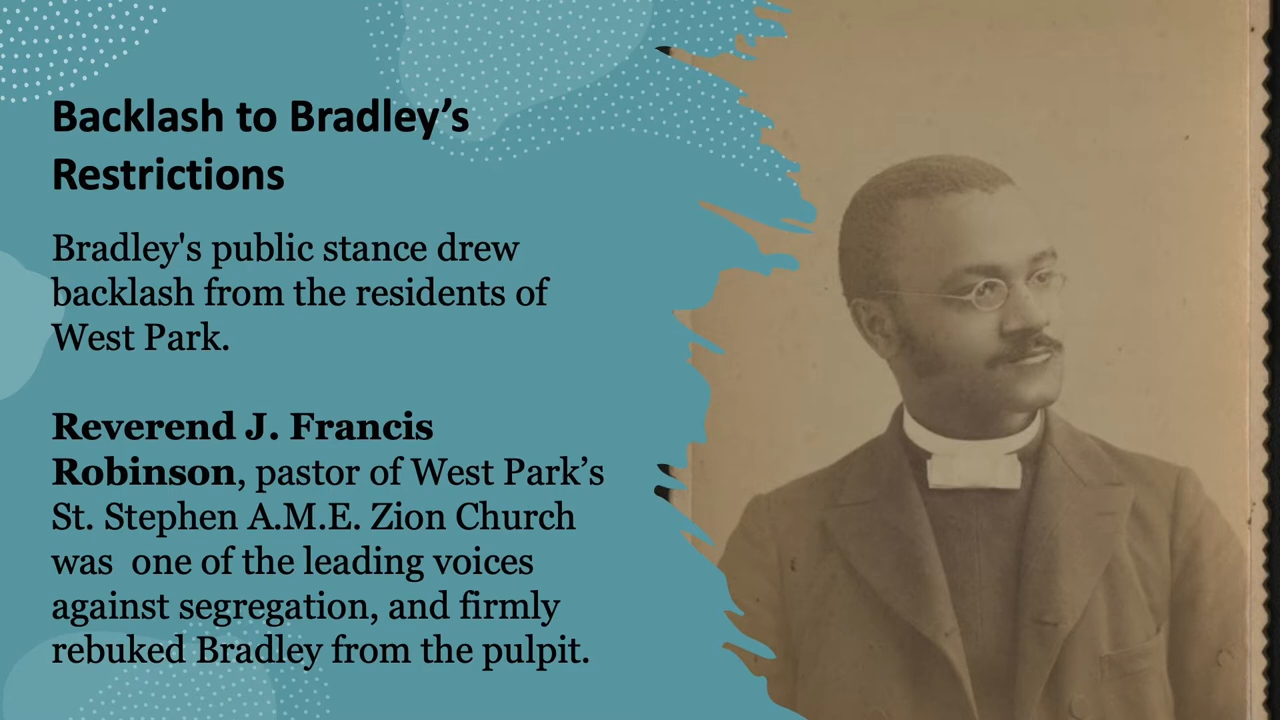 Backlash to Bradley’s
Restrictions
Bradley's public stance drew
backlash from the residents of
West Park.
Reverend J. Francis
Robinson, pastor of West Park’s
St. Stephen A.M.E. Zion Church
was  one of the leading voices
against segregation, and firmly
rebuked Bradley from the pulpit.